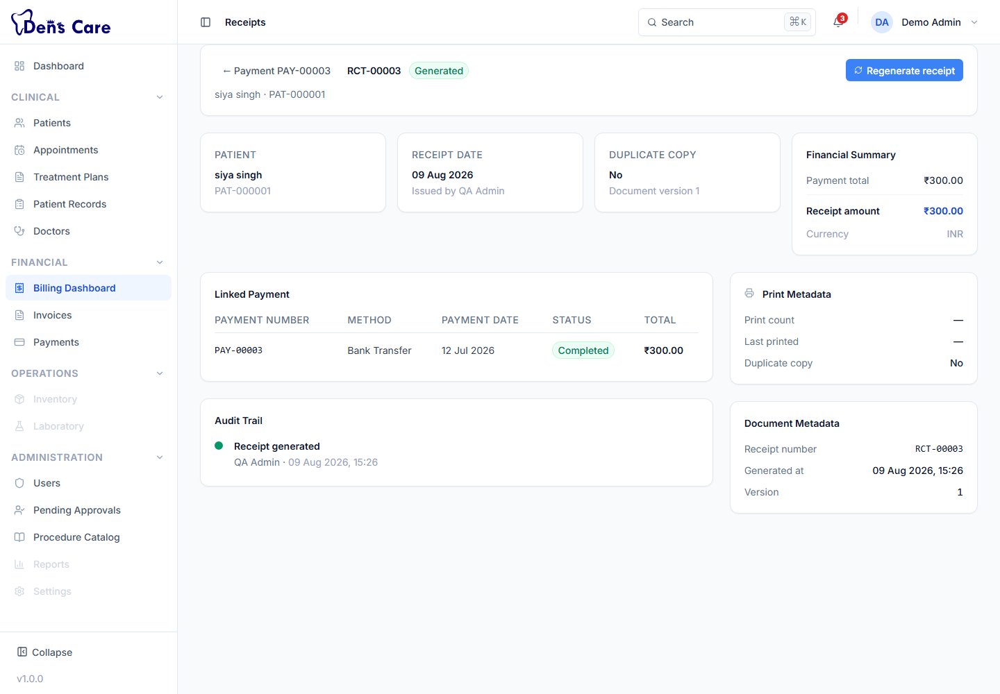 Dens Care
Receipts
Search
⌘K
3
DA
Demo Admin
Dashboard
CLINICAL
Patients
Appointments
Treatment Plans
Patient Records
Doctors
FINANCIAL
Billing Dashboard
Invoices
Payments
OPERATIONS
Inventory
Laboratory
ADMINISTRATION
Users
Pending Approvals
Procedure Catalog
Reports
Settings
Collapse
v1.0.0
← Payment PAY-00003
RCT-00003
Generated
Regenerate receipt
siya singh · PAT-000001
PATIENT
siya singh
PAT-000001
RECEIPT DATE
09 Aug 2026
Issued by QA Admin
DUPLICATE COPY
No
Document version 1
Financial Summary
Payment total ₹300.00
Receipt amount ₹300.00
Currency INR
Linked Payment
PAYMENT NUMBER METHOD PAYMENT DATE STATUS TOTAL
PAY-00003 Bank Transfer 12 Jul 2026 Completed ₹300.00
Print Metadata
Print count —
Last printed —
Duplicate copy No
Audit Trail
Receipt generated
QA Admin · 09 Aug 2026, 15:26
Document Metadata
Receipt number RCT-00003
Generated at 09 Aug 2026, 15:26
Version 1